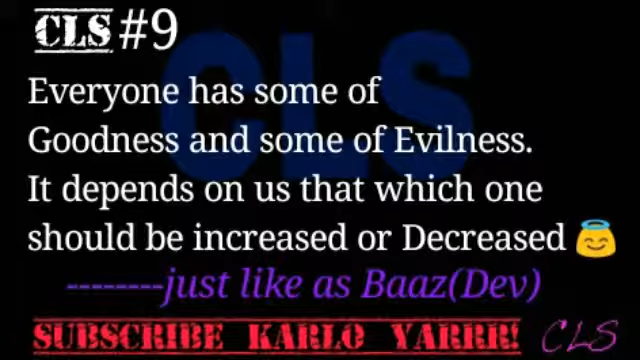 CLS #9
CLS
Everyone has some of
Goodness and some of Evilness.
It depends on us that which one
should be increased or Decreased 😇
--------just like as Baaz(Dev)
SUBSCRIBE KARLO YARRR! CLS